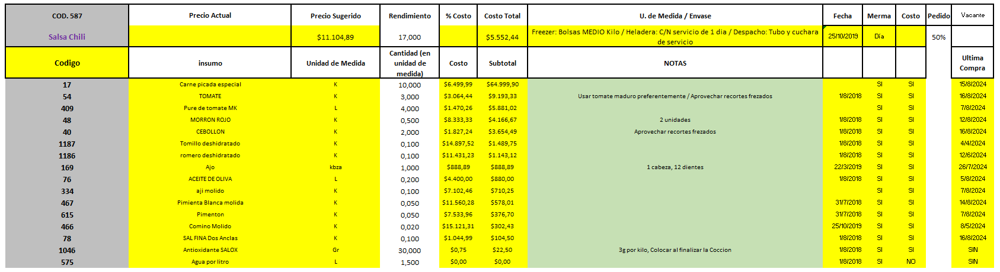 COD. 587 Precio Actual Precio Sugerido Rendimiento % Costo Costo Total U. de Medida / Envase Fecha Merma Costo Pedido Vacante
Salsa Chili $11.104,89 17,000 $5.552,44 Freezer: Bolsas MEDIO Kilo / Heladera: C/N servicio de 1 dia / Despacho: Tubo y cuchara de servicio 25/10/2019 Día 50%
Codigo insumo Unidad de Medida Cantidad (en unidad de medida) Costo Subtotal NOTAS Ultima Compra
17 Carne picada especial K 10,000 $6.499,99 $64.999,90 SI SI 15/8/2024
54 TOMATE K 3,000 $3.064,44 $9.193,33 Usar tomate maduro preferentemente / Aprovechar recortes frezados 1/8/2018 SI SI 16/8/2024
409 Pure de tomate MK L 4,000 $1.470,26 $5.881,02 SI SI 7/8/2024
48 MORRON ROJO K 0,500 $8.333,33 $4.166,67 2 unidades 1/8/2018 SI SI 12/8/2024
40 CEBOLLON K 2,000 $1.827,24 $3.654,49 Aprovechar recortes frezados 1/8/2018 SI SI 16/8/2024
1187 Tomillo deshidratado K 0,100 $14.897,52 $1.489,75 1/8/2018 SI SI 4/4/2024
1186 romero deshidratado K 0,100 $11.431,23 $1.143,12 1/8/2018 SI SI 12/6/2024
169 Ajo kbza 1,000 $888,89 $888,89 1 cabeza, 12 dientes 22/3/2019 SI SI 26/7/2024
76 ACEITE DE OLIVA L 0,200 $4.400,00 $880,00 1/8/2018 SI SI 5/8/2024
334 aji molido K 0,100 $7.102,46 $710,25 SI SI 7/8/2024
467 Pimienta Blanca molida K 0,050 $11.560,28 $578,01 31/7/2018 SI SI 14/8/2024
615 Pimenton K 0,050 $7.533,96 $376,70 31/7/2018 SI SI 7/8/2024
466 Comino Molido K 0,020 $15.121,31 $302,43 25/10/2019 SI SI 8/5/2024
78 SAL FINA Dos Anclas K 0,100 $1.044,99 $104,50 1/8/2018 SI SI 16/8/2024
1046 Antioxidante SALOX Gr 30,000 $0,75 $22,50 3g por kilo, Colocar al finalizar la Coccion 1/8/2018 SI SI SIN
575 Agua por litro L 1,500 $0,00 $0,00 1/8/2018 SI NO SIN